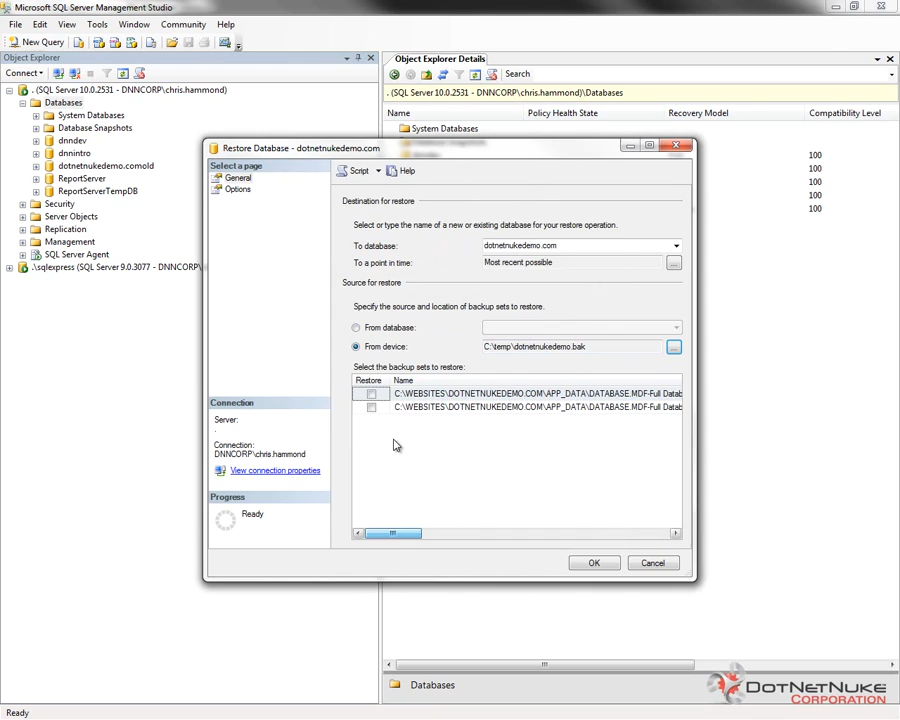 Microsoft SQL Server Management Studio
File Edit View Tools Window Community Help
New Query
Object Explorer
Connect
. (SQL Server 10.0.2531 - DNNCORP\chris.hammond)
Databases
System Databases
Database Snapshots
dnndev
dnnintro
dotnetnukedemo.comold
ReportServer
ReportServerTempDB
Security
Server Objects
Replication
Management
SQL Server Agent
.\sqlexpress (SQL Server 9.0.3077 - DNNCORP\
Object Explorer Details
Search
. (SQL Server 10.0.2531 - DNNCORP\chris.hammond)\Databases
Name Policy Health State Recovery Model Compatibility Level
System Databases
100
100
100
100
100
Restore Database - dotnetnukedemo.com
Select a page
General
Options
Script Help
Destination for restore
Select or type the name of a new or existing database for your restore operation.
To database: dotnetnukedemo.com
To a point in time: Most recent possible ...
Source for restore
Specify the source and location of backup sets to restore.
From database:
From device: C:\temp\dotnetnukedemo.bak ...
Select the backup sets to restore:
Restore Name
C:\WEBSITES\DOTNETNUKEDEMO.COM\APP_DATA\DATABASE.MDF-Full Datab
C:\WEBSITES\DOTNETNUKEDEMO.COM\APP_DATA\DATABASE.MDF-Full Datab
Connection
Server:
.
Connection:
DNNCORP\chris.hammond
View connection properties
Progress
Ready
OK Cancel
Databases
DOTNETNUKE
CORPORATION
Ready